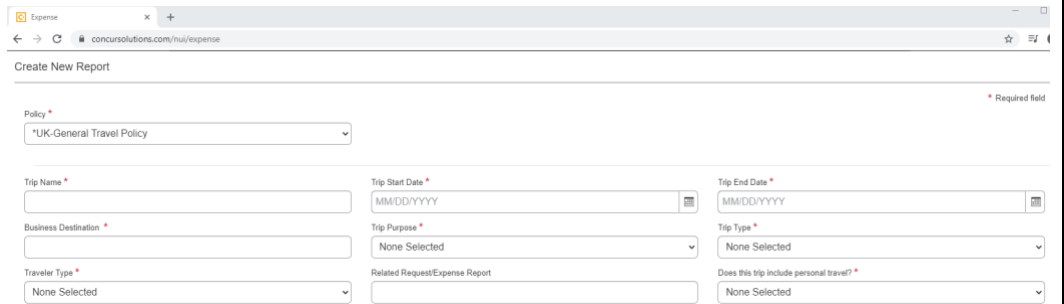 Expense
concursolutions.com/nui/expense
Create New Report
* Required field
Policy *
*UK-General Travel Policy
Trip Name * Trip Start Date * Trip End Date *
MM/DD/YYYY MM/DD/YYYY
Business Destination * Trip Purpose * Trip Type *
None Selected None Selected
Traveler Type * Related Request/Expense Report Does this trip include personal travel? *
None Selected None Selected